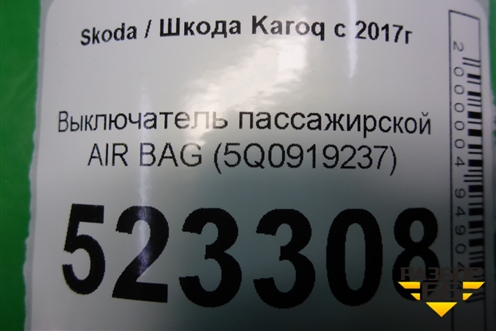 Skoda / Шкода Karoq с 2017г
Выключатель пассажирской
AIR BAG (5Q0919237)
523308